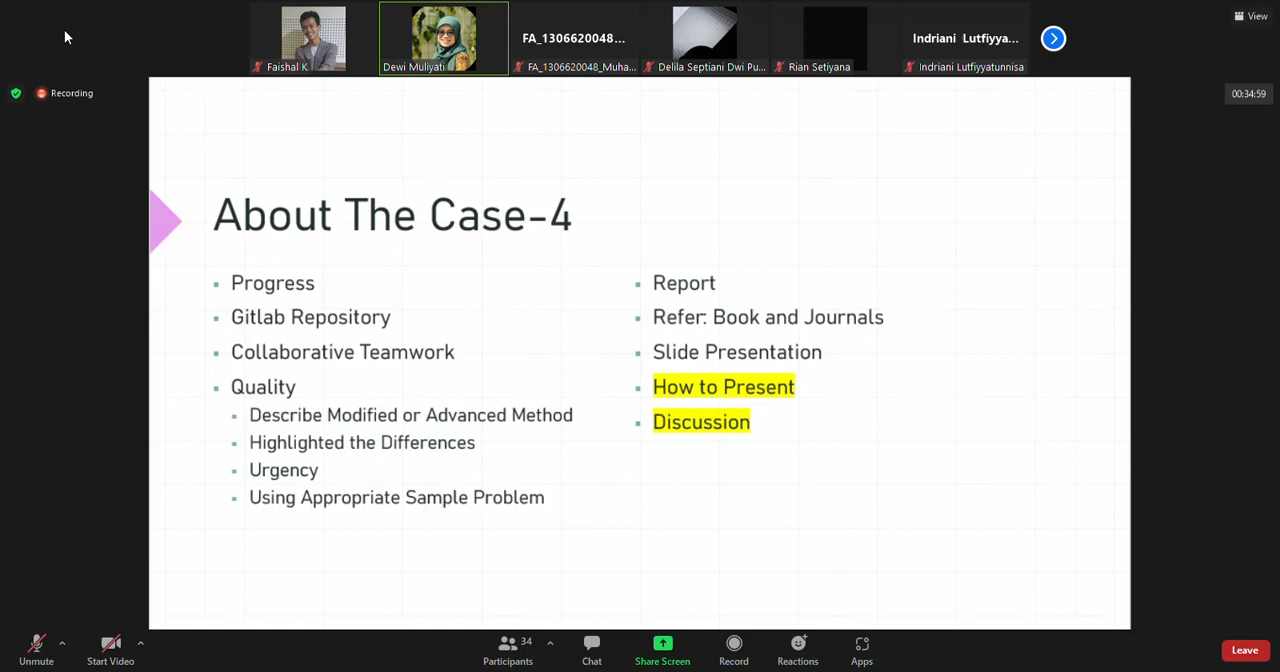 View
FA_1306620048...
Indriani Lutfiyya...
Faishal K
Dewi Muliyati
FA_1306620048_Muha...
Delila Septiani Dwi Pu...
Rian Setiyana
Indriani Lutfiyyatunnisa
Recording
00:34:59
About The Case-4
Progress
Gitlab Repository
Collaborative Teamwork
Quality
Describe Modified or Advanced Method
Highlighted the Differences
Urgency
Using Appropriate Sample Problem
Report
Refer: Book and Journals
Slide Presentation
How to Present
Discussion
Unmute
Start Video
34
Participants
Chat
Share Screen
Record
Reactions
Apps
Leave